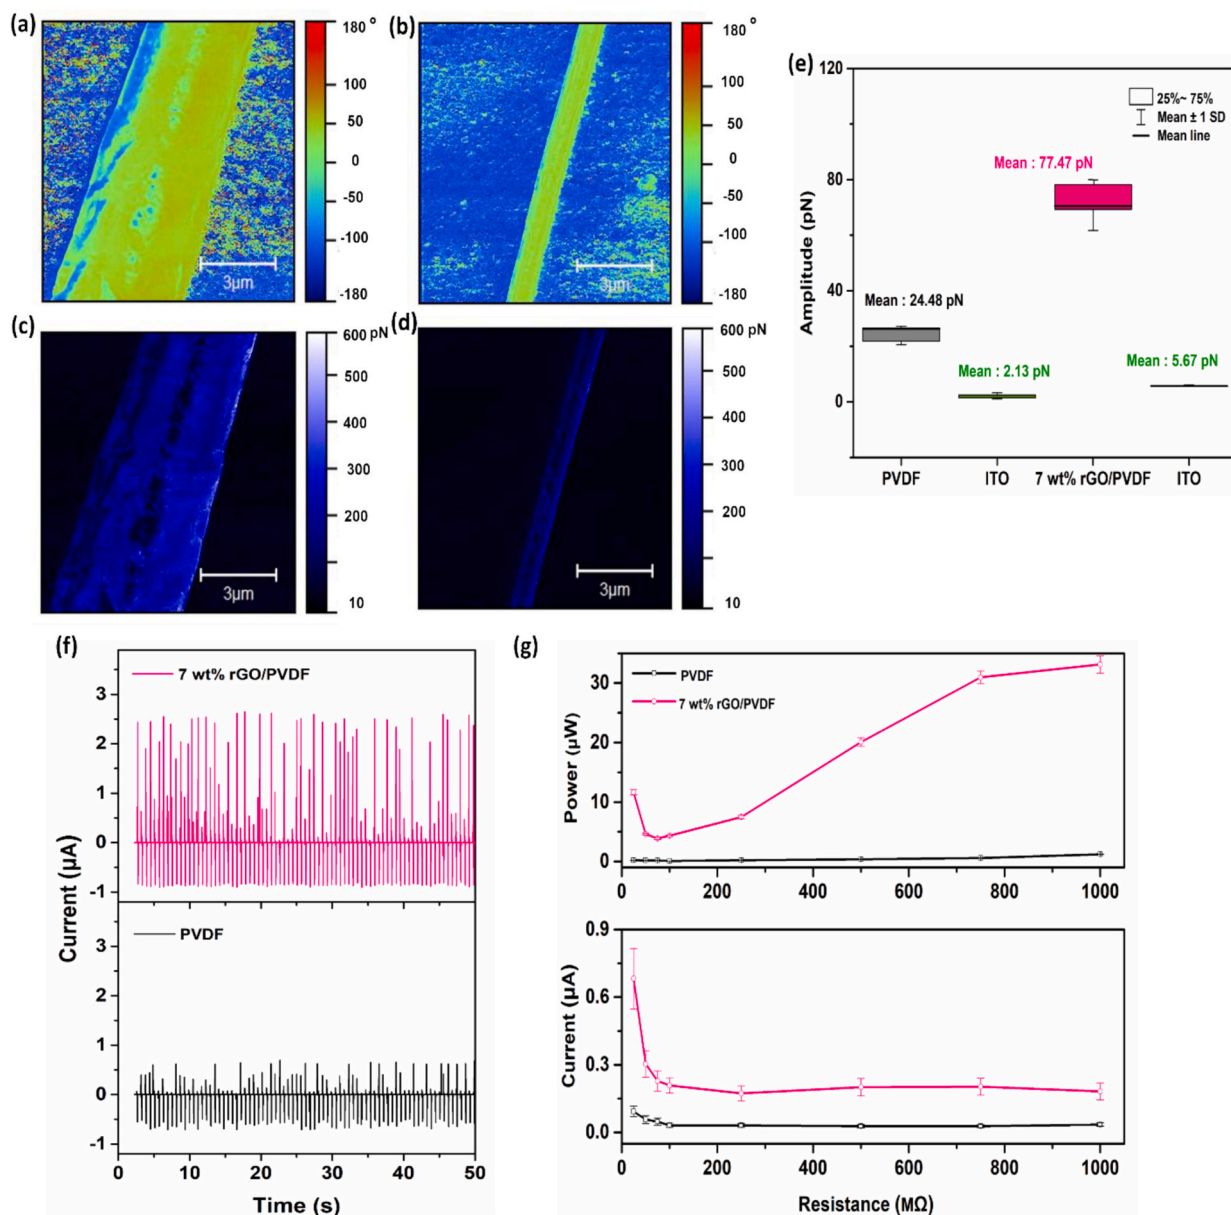 (a)
180 °
100
50
0
-50
-100
-180
3µm
(b)
180 °
100
50
0
-50
-100
-180
3µm
(c)
600 pN
500
400
300
200
10
3µm
(d)
600 pN
500
400
300
200
10
3µm
(e)
Amplitude (pN)
120
80
40
0
25%~ 75%
Mean ± 1 SD
Mean line
Mean : 77.47 pN
Mean : 24.48 pN
Mean : 2.13 pN
Mean : 5.67 pN
PVDF ITO 7 wt% rGO/PVDF ITO
(f)
7 wt% rGO/PVDF
3
2
1
0
-1
Current (µA)
PVDF
3
2
1
0
-1
0 10 20 30 40 50
Time (s)
(g)
PVDF
7 wt% rGO/PVDF
Power (µW)
30
20
10
0
0 200 400 600 800 1000
Current (µA)
0.9
0.6
0.3
0.0
0 200 400 600 800 1000
Resistance (MΩ)